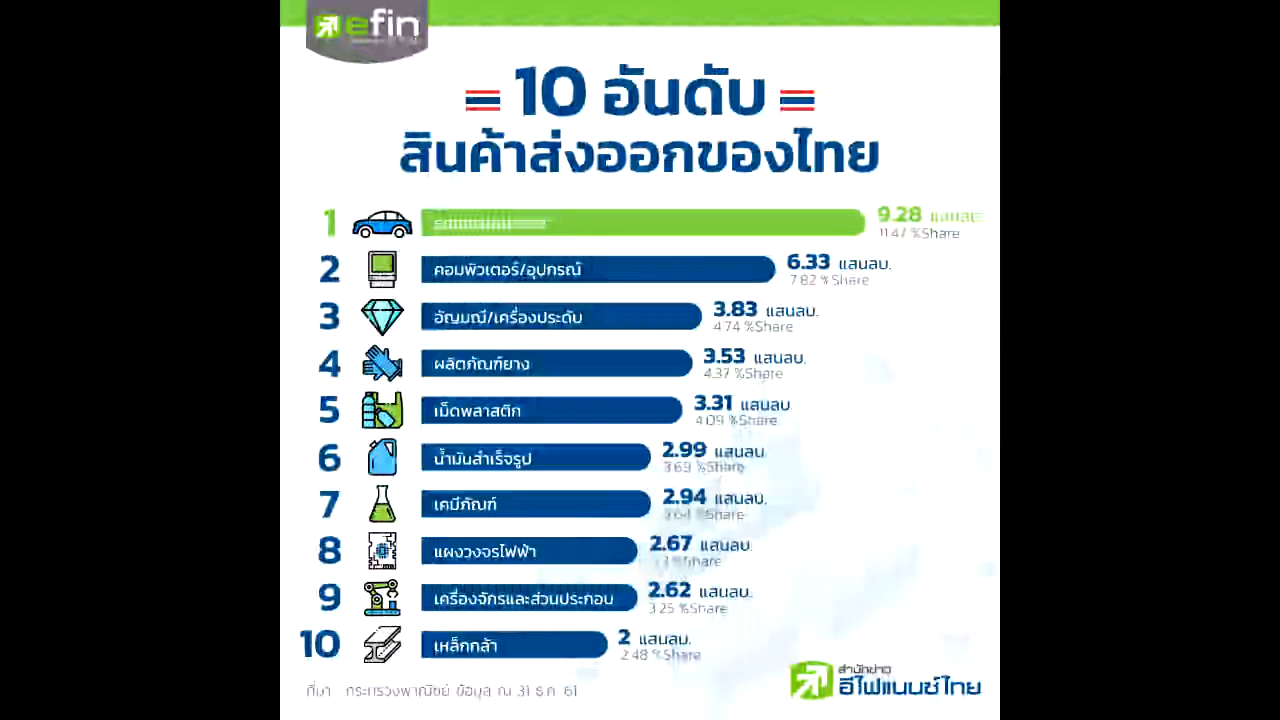 efin
10 อันดับ
สินค้าส่งออกของไทย
1
9.28 แสนลบ.
11.47 %Share
2 คอมพิวเตอร์/อุปกรณ์ 6.33 แสนลบ.
7.82 %Share
3 อัญมณี/เครื่องประดับ 3.83 แสนลบ.
4.74 %Share
4 ผลิตภัณฑ์ยาง 3.53 แสนลบ.
4.37 %Share
5 เม็ดพลาสติก 3.31 แสนลบ
4.09 %Share
6 น้ำมันสำเร็จรูป 2.99 แสนลบ.
3.69 %Share
7 เคมีภัณฑ์ 2.94 แสนลบ.
%Share
8 แผงวงจรไฟฟ้า 2.67 แสนลบ.
%Share
9 เครื่องจักรและส่วนประกอบ 2.62 แสนลบ.
3.25 %Share
10 เหล็กกล้า 2 แสนลบ.
2.48 %Share
ที่มา กระทรวงพาณิชย์ ข้อมูล ณ 31 ธ.ค. 61
สำนักข่าว
อีไฟแนนซ์ไทย